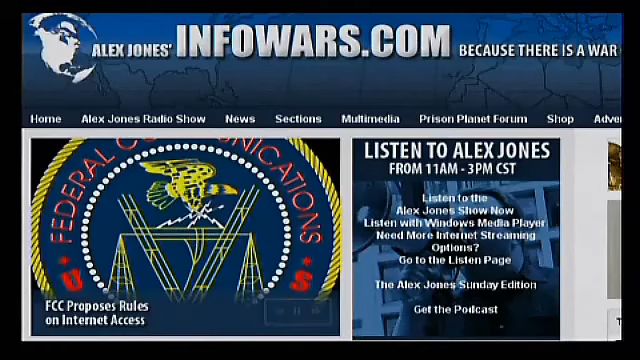 ALEX JONES' INFOWARS.COM BECAUSE THERE IS A WAR
Home Alex Jones Radio Show News Sections Multimedia Prison Planet Forum Shop Adve
FEDERAL COMMUNICATIONS
U S
FCC Proposes Rules
on Internet Access
LISTEN TO ALEX JONES
FROM 11AM - 3PM CST
Listen to the
Alex Jones Show Now
Listen with Windows Media Player
Need More Internet Streaming
Options?
Go to the Listen Page
The Alex Jones Sunday Edition
Get the Podcast